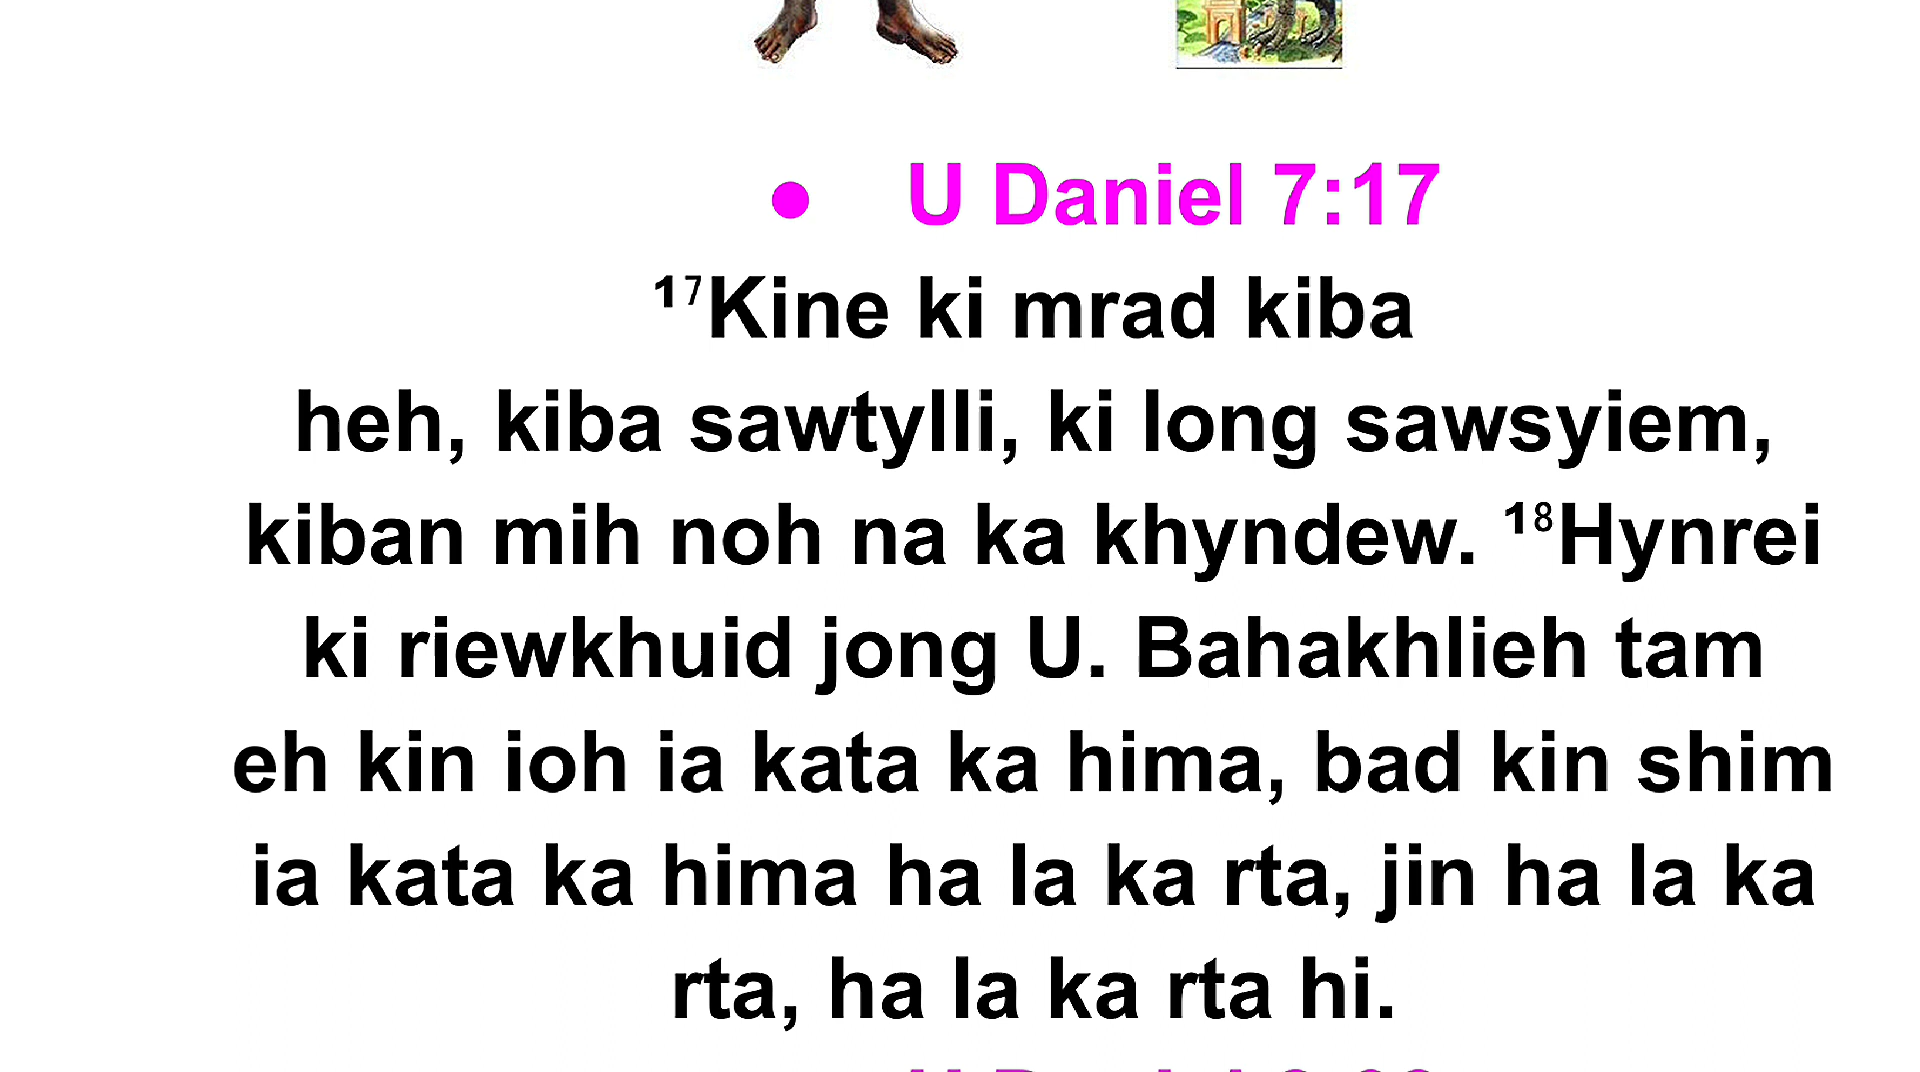 ● U Daniel 7:17
¹⁷Kine ki mrad kiba
heh, kiba sawtylli, ki long sawsyiem,
kiban mih noh na ka khyndew. ¹⁸Hynrei
ki riewkhuid jong U. Bahakhlieh tam
eh kin ioh ia kata ka hima, bad kin shim
ia kata ka hima ha la ka rta, jin ha la ka
rta, ha la ka rta hi.